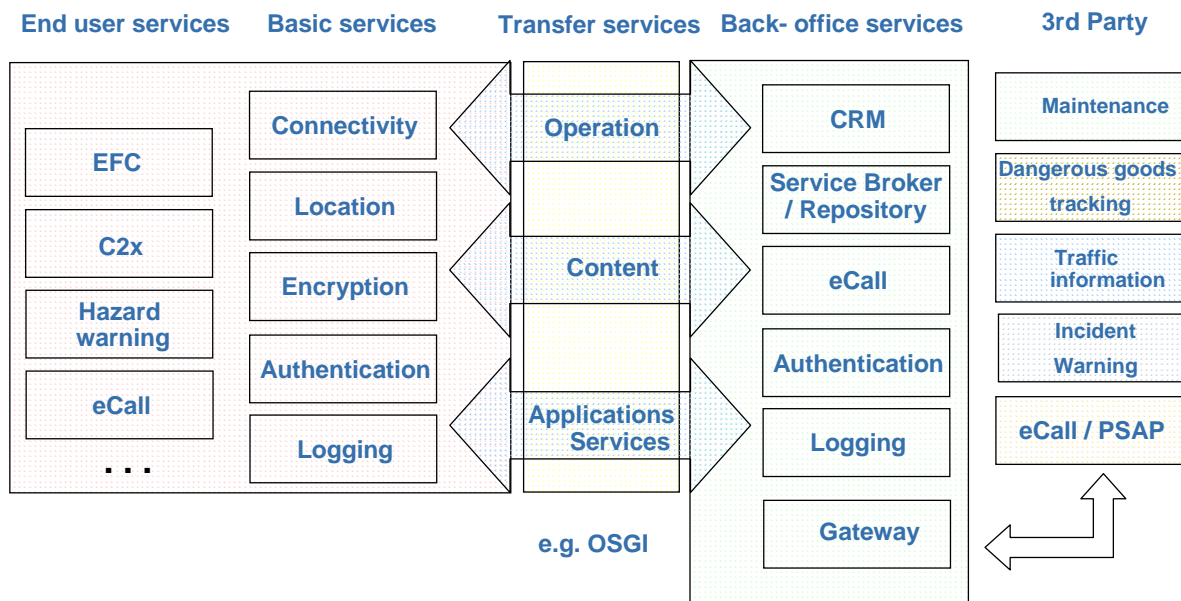 End user services
Basic services
Transfer services
Back- office services
3rd Party
EFC
C2x
Hazard
warning
eCall
...
Connectivity
Location
Encryption
Authentication
Logging
Operation
Content
Applications
Services
e.g. OSGI
CRM
Service Broker
/ Repository
eCall
Authentication
Logging
Gateway
Maintenance
Dangerous goods
tracking
Traffic
information
Incident
Warning
eCall / PSAP